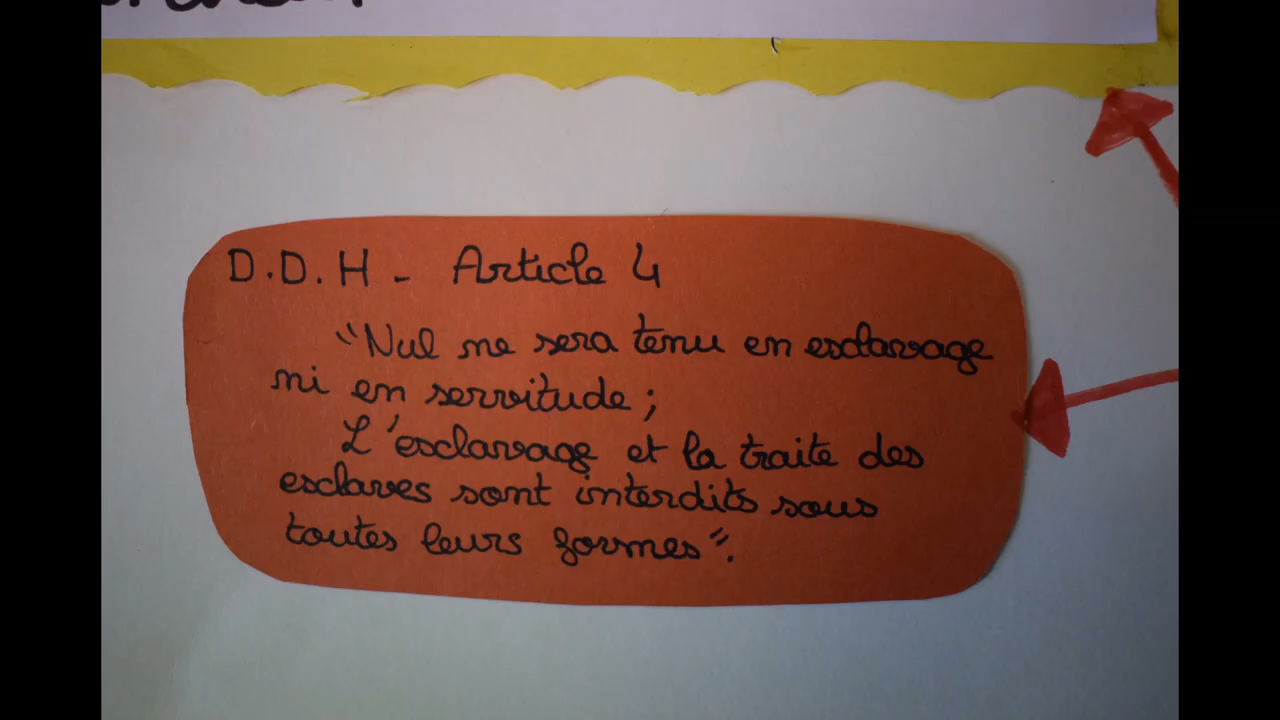 D.D.H - Article 4
"Nul ne sera tenu en esclavage
ni en servitude ;
L'esclavage et la traite des
esclaves sont interdits sous
toutes leurs formes".